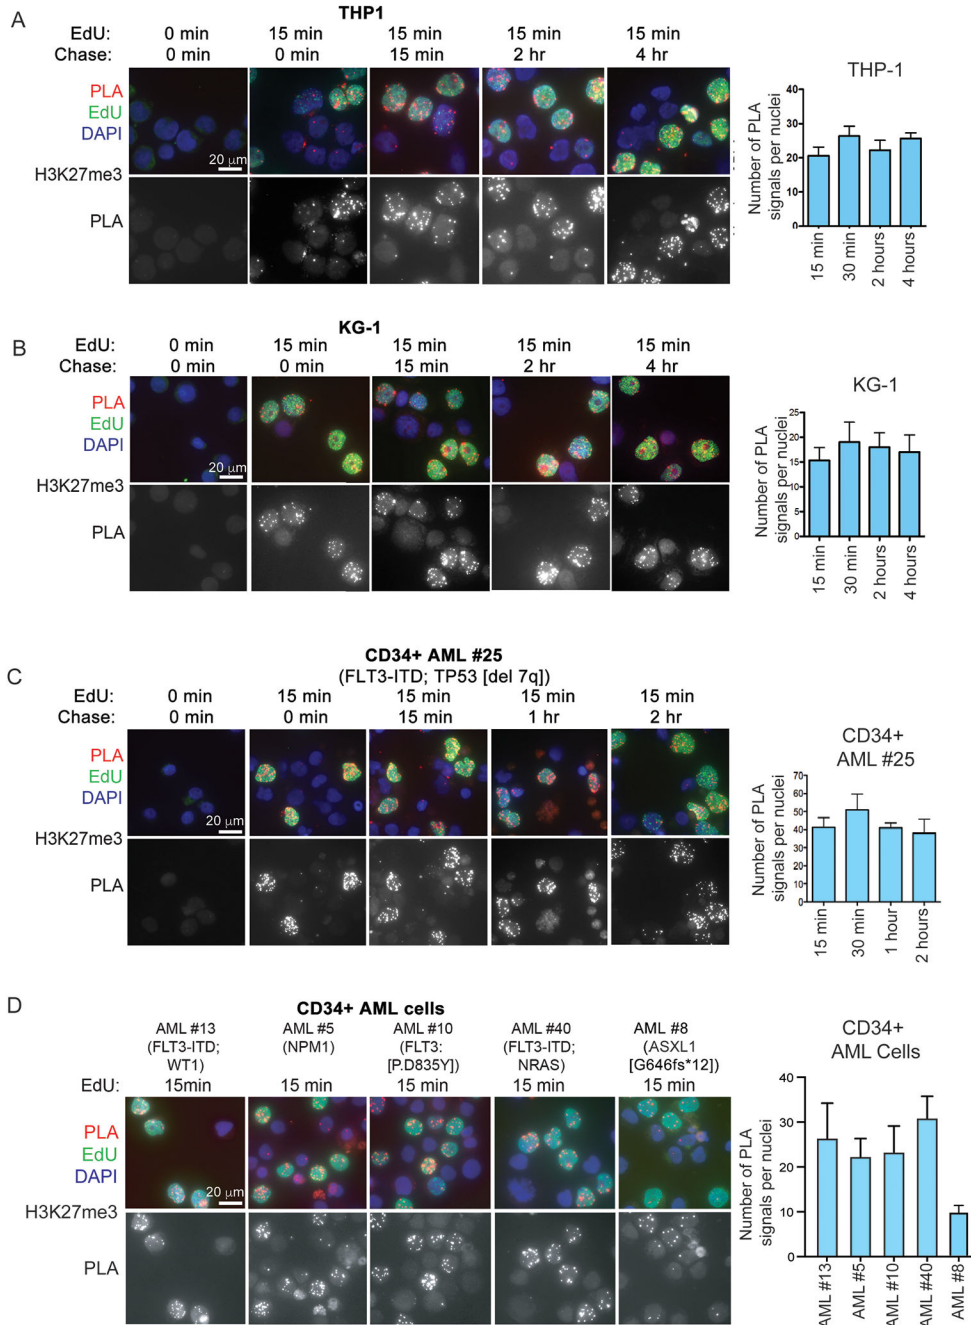 A
THP1
EdU: 0 min 15 min 15 min 15 min 15 min
Chase: 0 min 0 min 15 min 2 hr 4 hr
PLA
EdU
DAPI
20 µm
H3K27me3
PLA
THP-1
Number of PLA
signals per nuclei
40
30
20
10
0
15 min
30 min
2 hours
4 hours
B
KG-1
EdU: 0 min 15 min 15 min 15 min 15 min
Chase: 0 min 0 min 15 min 2 hr 4 hr
PLA
EdU
DAPI
20 µm
H3K27me3
PLA
KG-1
Number of PLA
signals per nuclei
25
20
15
10
5
0
15 min
30 min
2 hours
4 hours
C
CD34+ AML #25
(FLT3-ITD; TP53 [del 7q])
EdU: 0 min 15 min 15 min 15 min 15 min
Chase: 0 min 0 min 15 min 1 hr 2 hr
PLA
EdU
DAPI
20 µm
H3K27me3
PLA
CD34+
AML #25
Number of PLA
signals per nuclei
70
60
50
40
30
20
10
0
15 min
30 min
1 hour
2 hours
D
CD34+ AML cells
AML #13 AML #5 AML #10 AML #40 AML #8
(FLT3-ITD; (NPM1) (FLT3: (FLT3-ITD; (ASXL1
WT1) [P.D835Y]) NRAS) [G646fs*12])
EdU: 15min 15 min 15 min 15 min 15 min
PLA
EdU
DAPI
20 µm
H3K27me3
PLA
CD34+
AML Cells
Number of PLA
signals per nuclei
40
30
20
10
0
AML #13
AML #5
AML #10
AML #40
AML #8